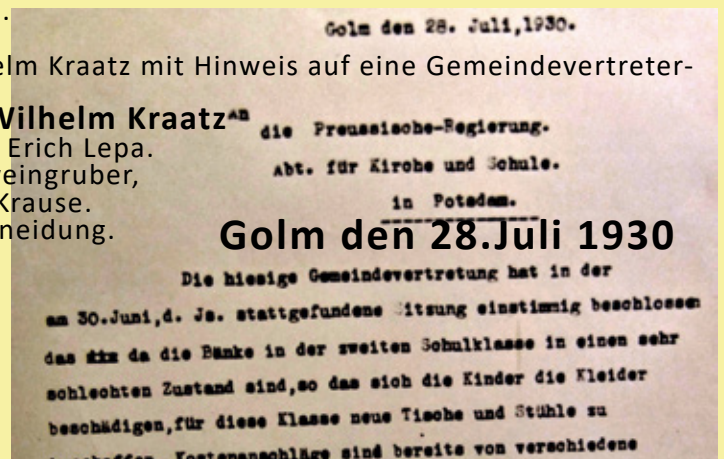 .
Golm den 28. Juli,1930.
elm Kraatz mit Hinweis auf eine Gemeindevertreter-
Wilhelm Kraatz
An
die Preussische-Regierung.
Erich Lepa.
Abt. für Kirche und Schule.
eingruber,
Krause.
in Potsdam.
neidung.
Golm den 28.Juli 1930
Die hiesige Gemeindevertretung hat in der
am 30.Juni,d. Js. stattgefundene Sitsung einstimmig beschlossen
das da die Bänke in der zweiten Schulklasse in einen sehr
schlechten Zustand sind,so das sich die Kinder die Kleider
beschädigen,für diese Klasse neue Tische und Stühle zu
beschaffen. Kostenanschläge sind bereits von verschiedene